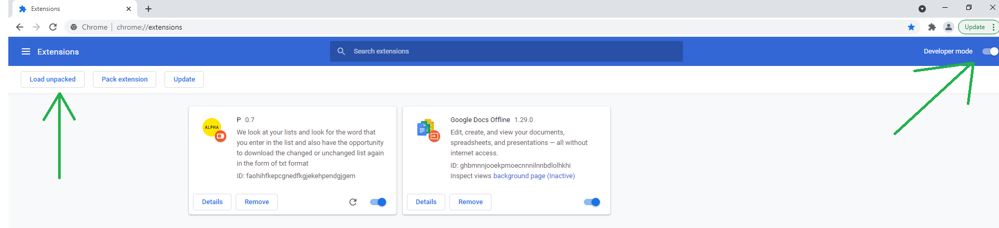 Extensions
Chrome
chrome://extensions
Update
Extensions
Search extensions
Developer mode
Load unpacked
Pack extension
Update
ALPHA
P 0.7
We look at your lists and look for the word that
you enter in the list and also have the opportunity
to download the changed or unchanged list again
in the form of txt format
ID: faohihfkepcgnedfkgjekehpendgjgem
Details
Remove
Google Docs Offline 1.29.0
Edit, create, and view your documents,
spreadsheets, and presentations — all without
internet access.
ID: ghbmnnjooekpmoecnnnilnnbdlolhkhi
Inspect views background page (Inactive)
Details
Remove